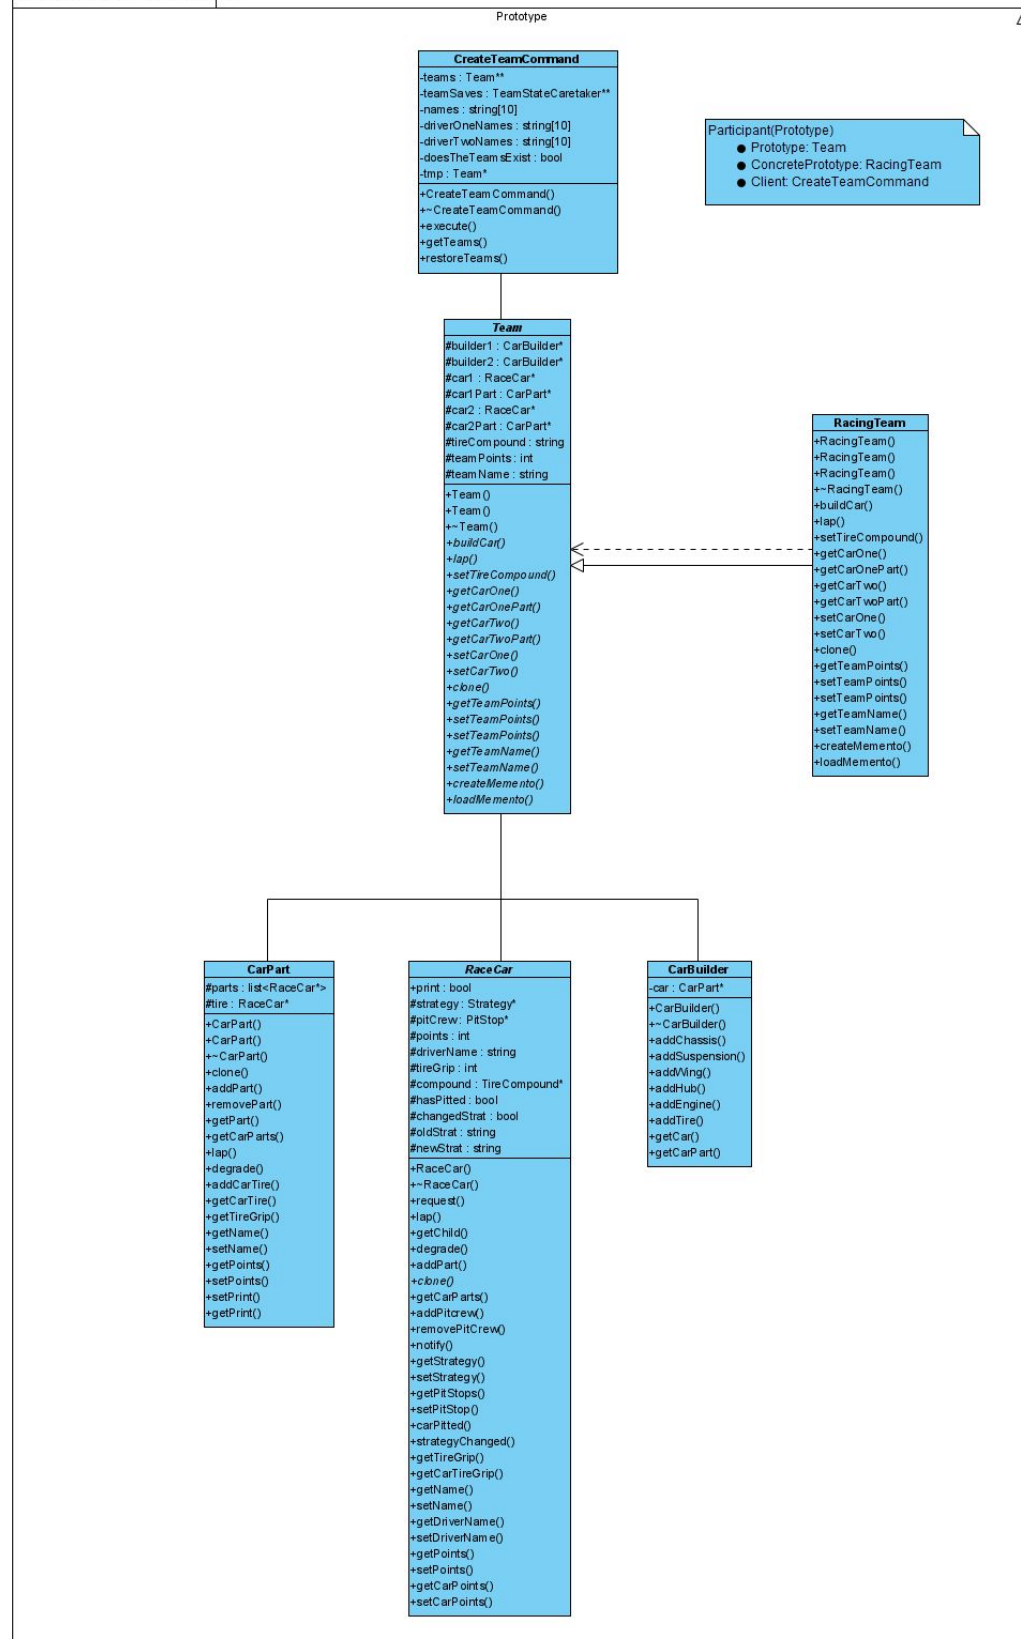 Prototype
CreateTeamCommand
-teams : Team**
-teamSaves : TeamStateCaretaker**
-names : string[10]
-driverOneNames : string[10]
-driverTwoNames : string[10]
-doesTheTeamsExist : bool
-tmp : Team*
+CreateTeamCommand()
+~CreateTeamCommand()
+execute()
+getTeams()
+restoreTeams()
Participant(Prototype)
● Prototype: Team
● ConcretePrototype: RacingTeam
● Client: CreateTeamCommand
Team
#builder1 : CarBuilder*
#builder2 : CarBuilder*
#car1 : RaceCar*
#car1Part : CarPart*
#car2 : RaceCar*
#car2Part : CarPart*
#tireCompound : string
#teamPoints : int
#teamName : string
+Team()
+Team()
+~Team()
+buildCar()
+lap()
+setTireCompound()
+getCarOne()
+getCarOnePart()
+getCarTwo()
+getCarTwoPart()
+setCarOne()
+setCarTwo()
+clone()
+getTeamPoints()
+setTeamPoints()
+setTeamPoints()
+getTeamName()
+setTeamName()
+createMemento()
+loadMemento()
RacingTeam
+RacingTeam()
+RacingTeam()
+RacingTeam()
+~RacingTeam()
+buildCar()
+lap()
+setTireCompound()
+getCarOne()
+getCarOnePart()
+getCarTwo()
+getCarTwoPart()
+setCarOne()
+setCarTwo()
+clone()
+getTeamPoints()
+setTeamPoints()
+setTeamPoints()
+getTeamName()
+setTeamName()
+createMemento()
+loadMemento()
CarPart
#parts : list<RaceCar*>
#tire : RaceCar*
+CarPart()
+CarPart()
+~CarPart()
+clone()
+addPart()
+removePart()
+getPart()
+getCarParts()
+lap()
+degrade()
+addCarTire()
+getCarTire()
+getTireGrip()
+getName()
+setName()
+getPoints()
+setPoints()
+setPrint()
+getPrint()
RaceCar
+print : bool
#strategy : Strategy*
#pitCrew : PitStop*
#points : int
#driverName : string
#tireGrip : int
#compound : TireCompound*
#hasPitted : bool
#changedStrat : bool
#oldStrat : string
#newStrat : string
+RaceCar()
+~RaceCar()
+request()
+lap()
+getChild()
+degrade()
+addPart()
+clone()
+getCarParts()
+addPitcrew()
+removePitCrew()
+notify()
+getStrategy()
+setStrategy()
+getPitStops()
+setPitStop()
+carPitted()
+strategyChanged()
+getTireGrip()
+getCarTireGrip()
+getName()
+setName()
+getDriverName()
+setDriverName()
+getPoints()
+setPoints()
+getCarPoints()
+setCarPoints()
CarBuilder
-car : CarPart*
+CarBuilder()
+~CarBuilder()
+addChassis()
+addSuspension()
+addWing()
+addHub()
+addEngine()
+addTire()
+getCar()
+getCarPart()